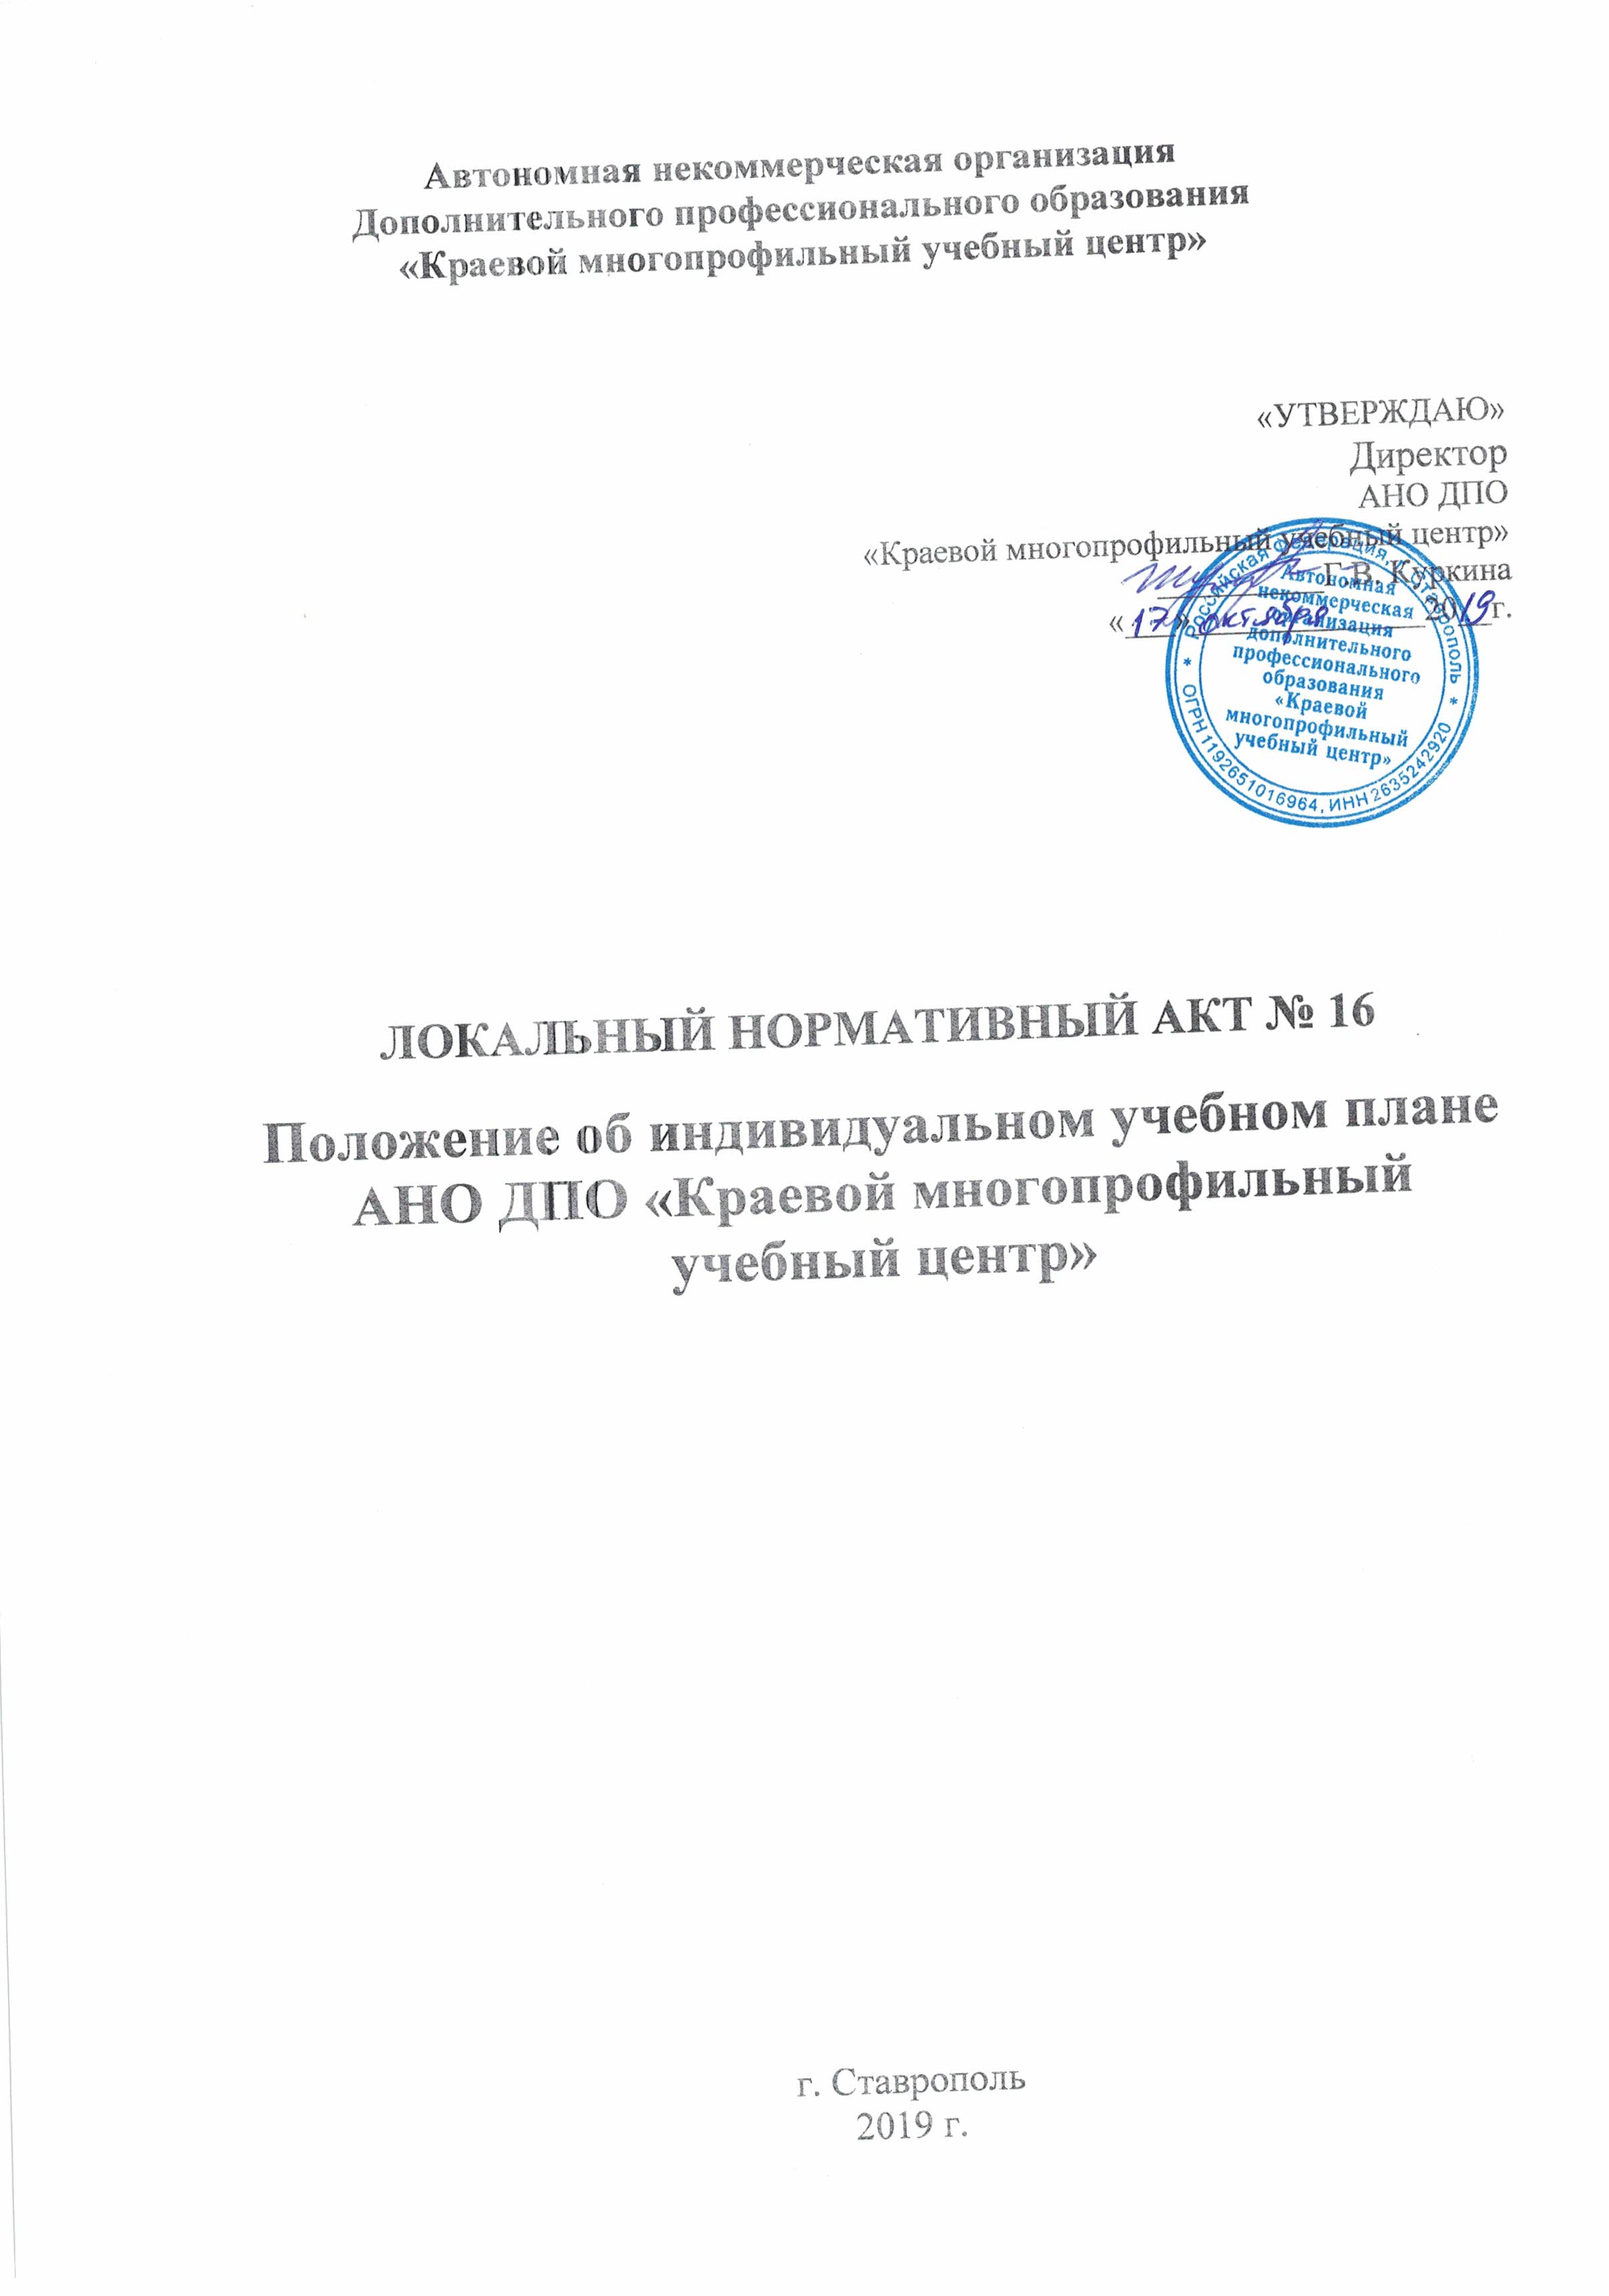 Автономная некоммерческая организация
Дополнительного профессионального образования
«Краевой многопрофильный учебный центр»
«УТВЕРЖДАЮ»
Директор
АНО ДПО
«Краевой многопрофильный учебный центр»
Г.В. Куркина
«17» октября 2019 г.
Российская Федерация, г. Ставрополь
* ОГРН 1192651016964, ИНН 2635242920 *
Автономная
некоммерческая
организация
дополнительного
профессионального
образования
«Краевой
многопрофильный
учебный центр»
ЛОКАЛЬНЫЙ НОРМАТИВНЫЙ АКТ № 16
Положение об индивидуальном учебном плане
АНО ДПО «Краевой многопрофильный
учебный центр»
г. Ставрополь
2019 г.